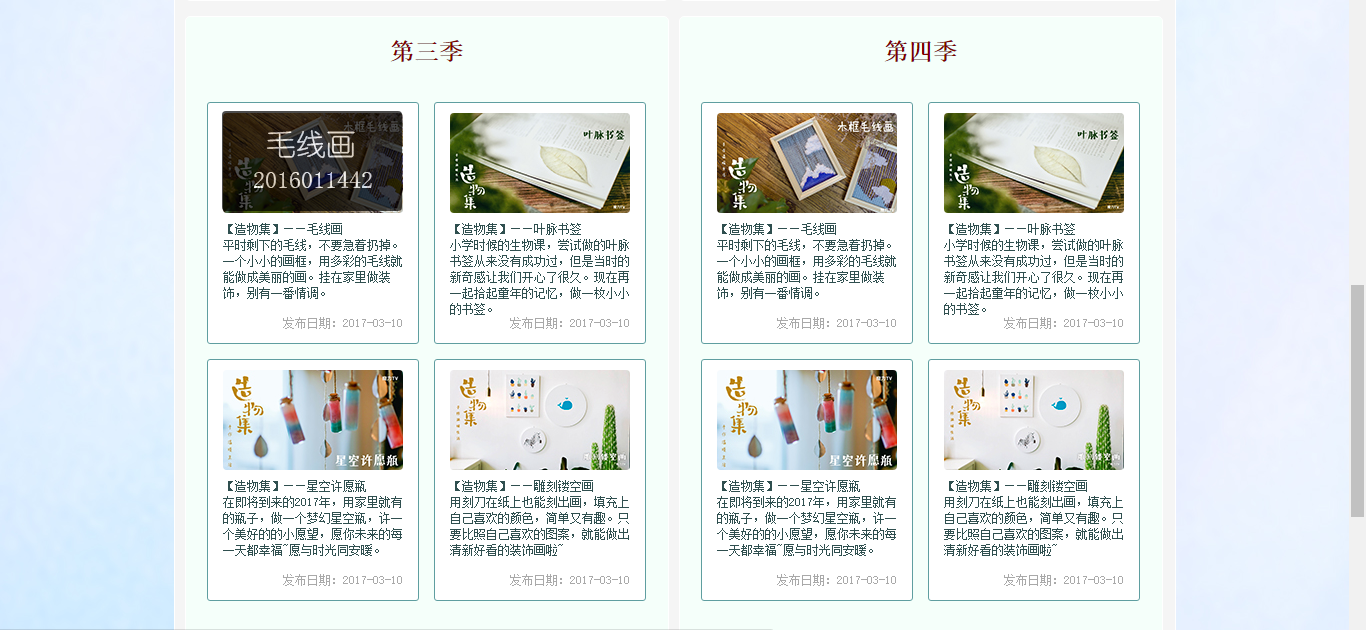 第三季
毛线画
2016011442
【造物集】——毛线画
平时剩下的毛线，不要急着扔掉。
一个小小的画框，用多彩的毛线就
能做成美丽的画。挂在家里做装
饰，别有一番情调。
发布日期：2017-03-10
叶脉书签
造物集
【造物集】——叶脉书签
小学时候的生物课，尝试做的叶脉
书签从来没有成功过，但是当时的
新奇感让我们开心了很久。现在再
一起拾起童年的记忆，做一枚小小
的书签。
发布日期：2017-03-10
造物集
星空许愿瓶
【造物集】——星空许愿瓶
在即将到来的2017年，用家里就有
的瓶子，做一个梦幻星空瓶，许一
个美好的的小愿望，愿你未来的每
一天都幸福~愿与时光同安暖。
发布日期：2017-03-10
造物集
【造物集】——雕刻镂空画
用刻刀在纸上也能刻出画，填充上
自己喜欢的颜色，简单又有趣。只
要比照自己喜欢的图案，就能做出
清新好看的装饰画啦~
发布日期：2017-03-10
第四季
木框毛线画
造物集
【造物集】——毛线画
平时剩下的毛线，不要急着扔掉。
一个小小的画框，用多彩的毛线就
能做成美丽的画。挂在家里做装
饰，别有一番情调。
发布日期：2017-03-10
叶脉书签
造物集
【造物集】——叶脉书签
小学时候的生物课，尝试做的叶脉
书签从来没有成功过，但是当时的
新奇感让我们开心了很久。现在再
一起拾起童年的记忆，做一枚小小
的书签。
发布日期：2017-03-10
造物集
星空许愿瓶
【造物集】——星空许愿瓶
在即将到来的2017年，用家里就有
的瓶子，做一个梦幻星空瓶，许一
个美好的的小愿望，愿你未来的每
一天都幸福~愿与时光同安暖。
发布日期：2017-03-10
造物集
【造物集】——雕刻镂空画
用刻刀在纸上也能刻出画，填充上
自己喜欢的颜色，简单又有趣。只
要比照自己喜欢的图案，就能做出
清新好看的装饰画啦~
发布日期：2017-03-10